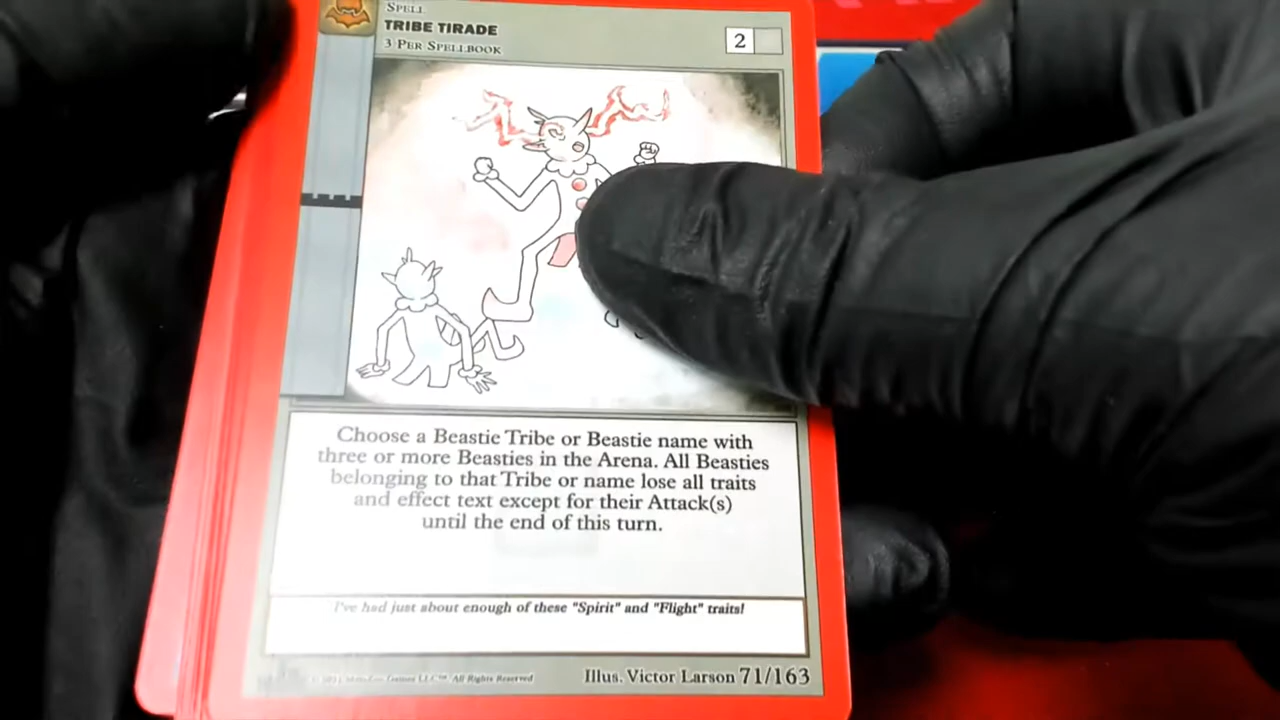 SPELL
TRIBE TIRADE
3 PER SPELLBOOK
2
Choose a Beastie Tribe or Beastie name with
three or more Beasties in the Arena. All Beasties
belonging to that Tribe or name lose all traits
and effect text except for their Attack(s)
until the end of this turn.
I've had just about enough of these "Spirit" and "Flight" traits!
Games LLC™. All Rights Reserved
Illus. Victor Larson 71/163